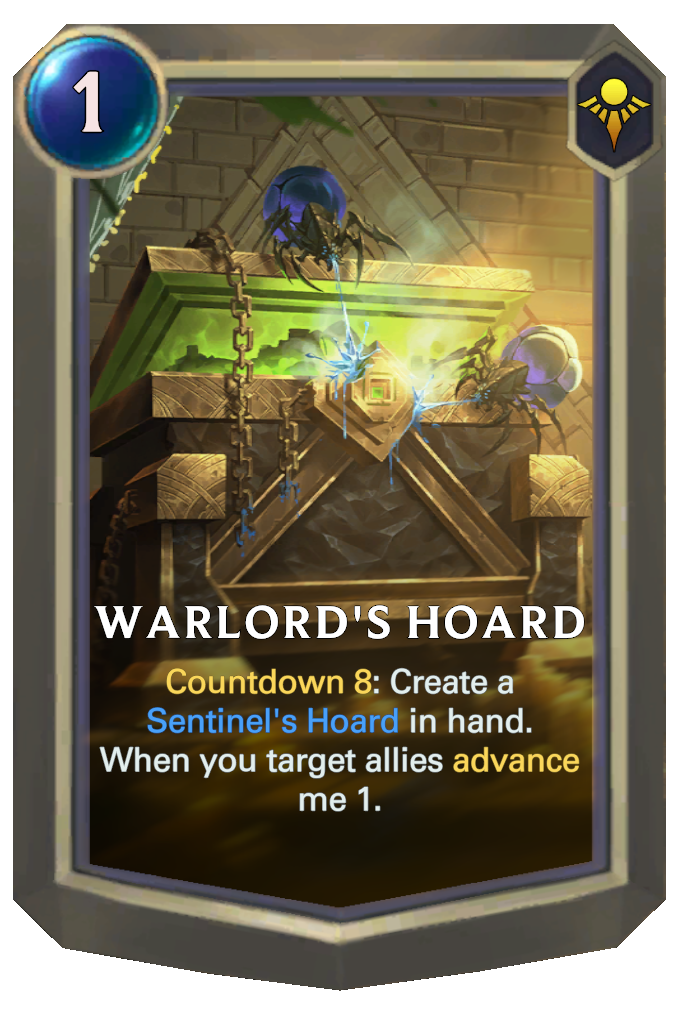 1
WARLORD'S HOARD
Countdown 8: Create a
Sentinel's Hoard in hand.
When you target allies advance
me 1.